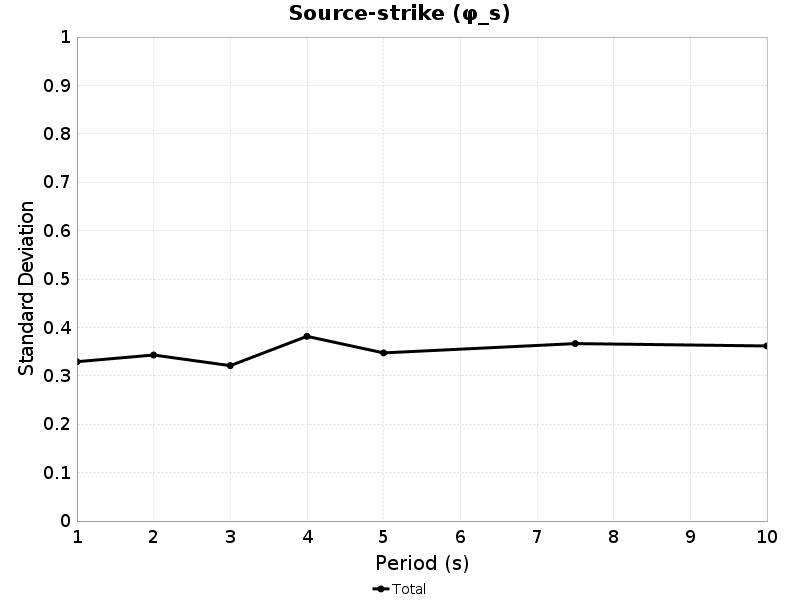 Source-strike (φ_s)
1
0.9
0.8
0.7
0.6
0.5
0.4
0.3
0.2
0.1
0
Standard Deviation
1 2 3 4 5 6 7 8 9 10
Period (s)
Total